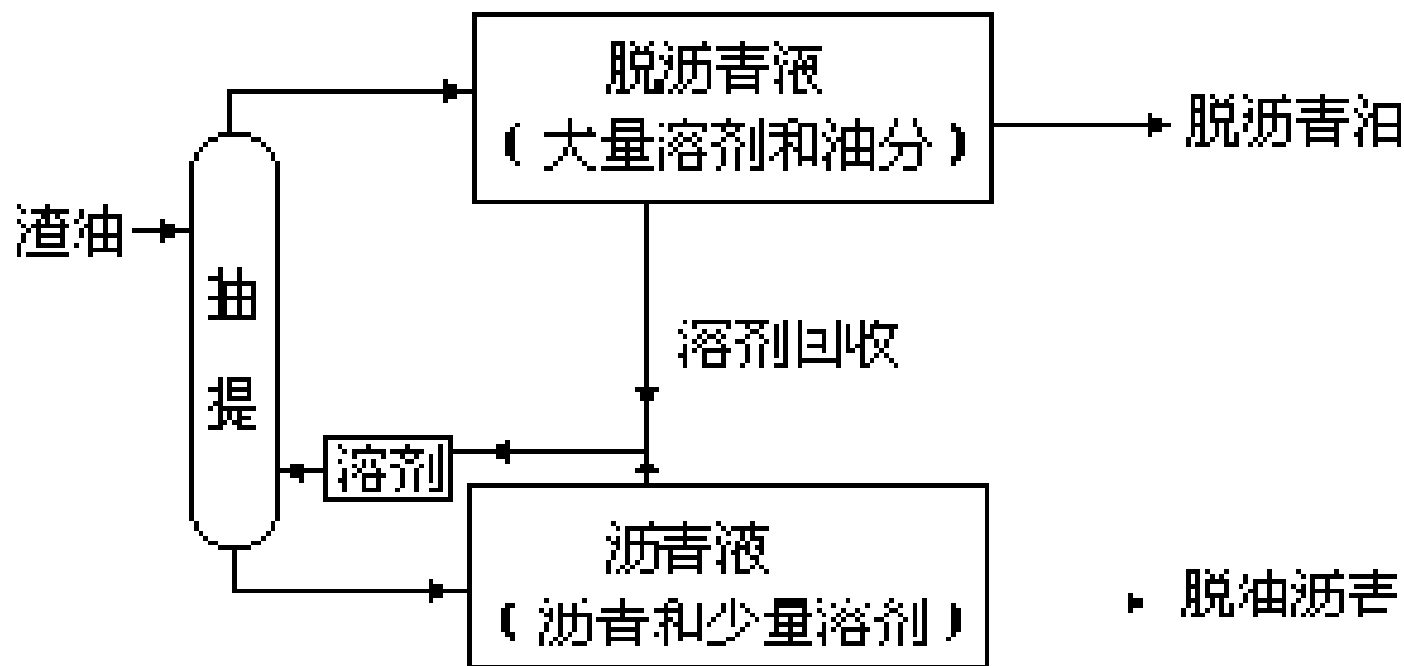 脱沥青液
(大量溶剂和油分)
脱沥青油
渣油
抽
提
溶剂回收
溶剂
沥青液
(沥青和少量溶剂)
脱油沥青